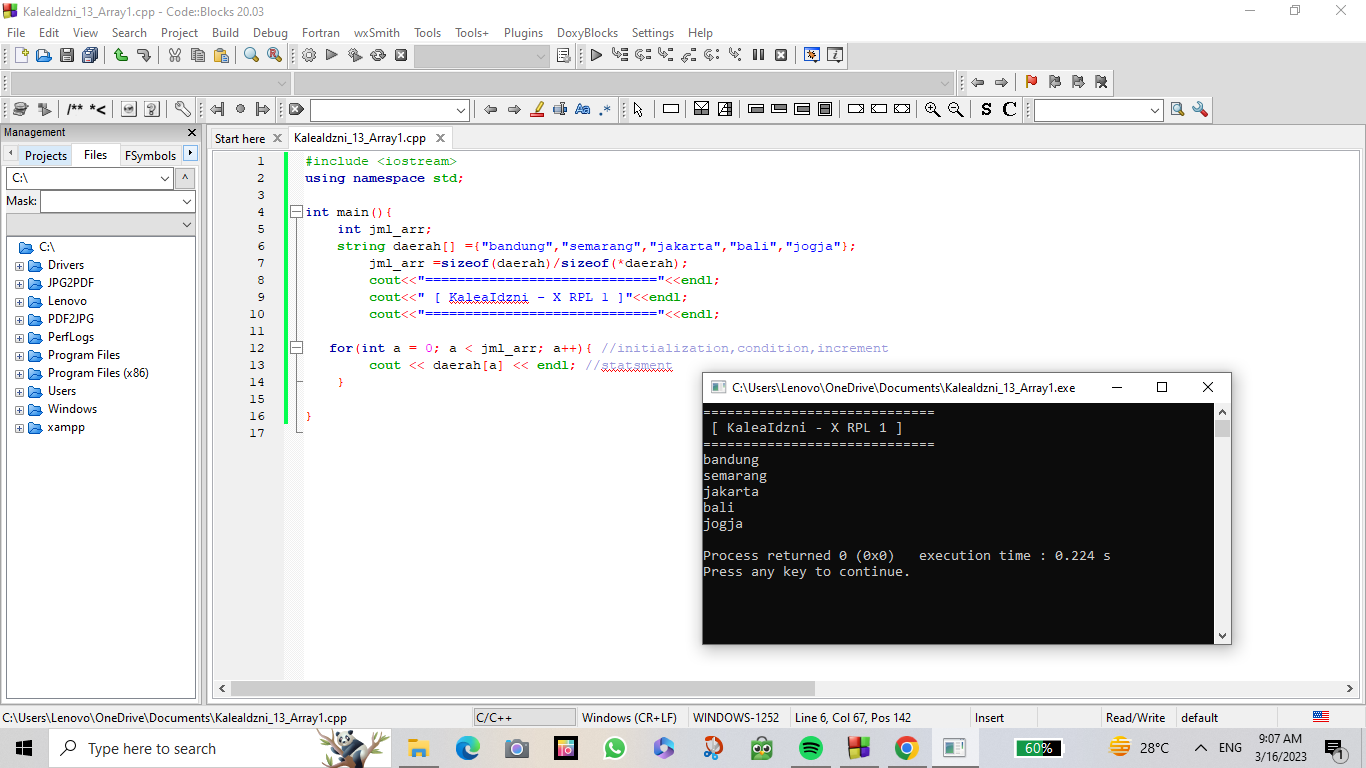 KaleaIdzni_13_Array1.cpp - Code::Blocks 20.03
File Edit View Search Project Build Debug Fortran wxSmith Tools Tools+ Plugins DoxyBlocks Settings Help
/** *<
S C
Management
Projects Files FSymbols
C:\
Mask:
C:\
Drivers
JPG2PDF
Lenovo
PDF2JPG
PerfLogs
Program Files
Program Files (x86)
Users
Windows
xampp
Start here KaleaIdzni_13_Array1.cpp
1 #include <iostream>
2 using namespace std;
3
4 int main(){
5 int jml_arr;
6 string daerah[] ={"bandung","semarang","jakarta","bali","jogja"};
7 jml_arr =sizeof(daerah)/sizeof(*daerah);
8 cout<<"============================="<<endl;
9 cout<<" [ KaleaIdzni - X RPL 1 ]"<<endl;
10 cout<<"============================="<<endl;
11
12 for(int a = 0; a < jml_arr; a++){ //initialization,condition,increment
13 cout << daerah[a] << endl; //statsment
14 }
15
16 }
17
C:\Users\Lenovo\OneDrive\Documents\KaleaIdzni_13_Array1.exe
=============================
[ KaleaIdzni - X RPL 1 ]
=============================
bandung
semarang
jakarta
bali
jogja
Process returned 0 (0x0) execution time : 0.224 s
Press any key to continue.
C:\Users\Lenovo\OneDrive\Documents\KaleaIdzni_13_Array1.cpp C/C++ Windows (CR+LF) WINDOWS-1252 Line 6, Col 67, Pos 142 Insert Read/Write default
Type here to search 60% 28°C ENG 9:07 AM
3/16/2023 1